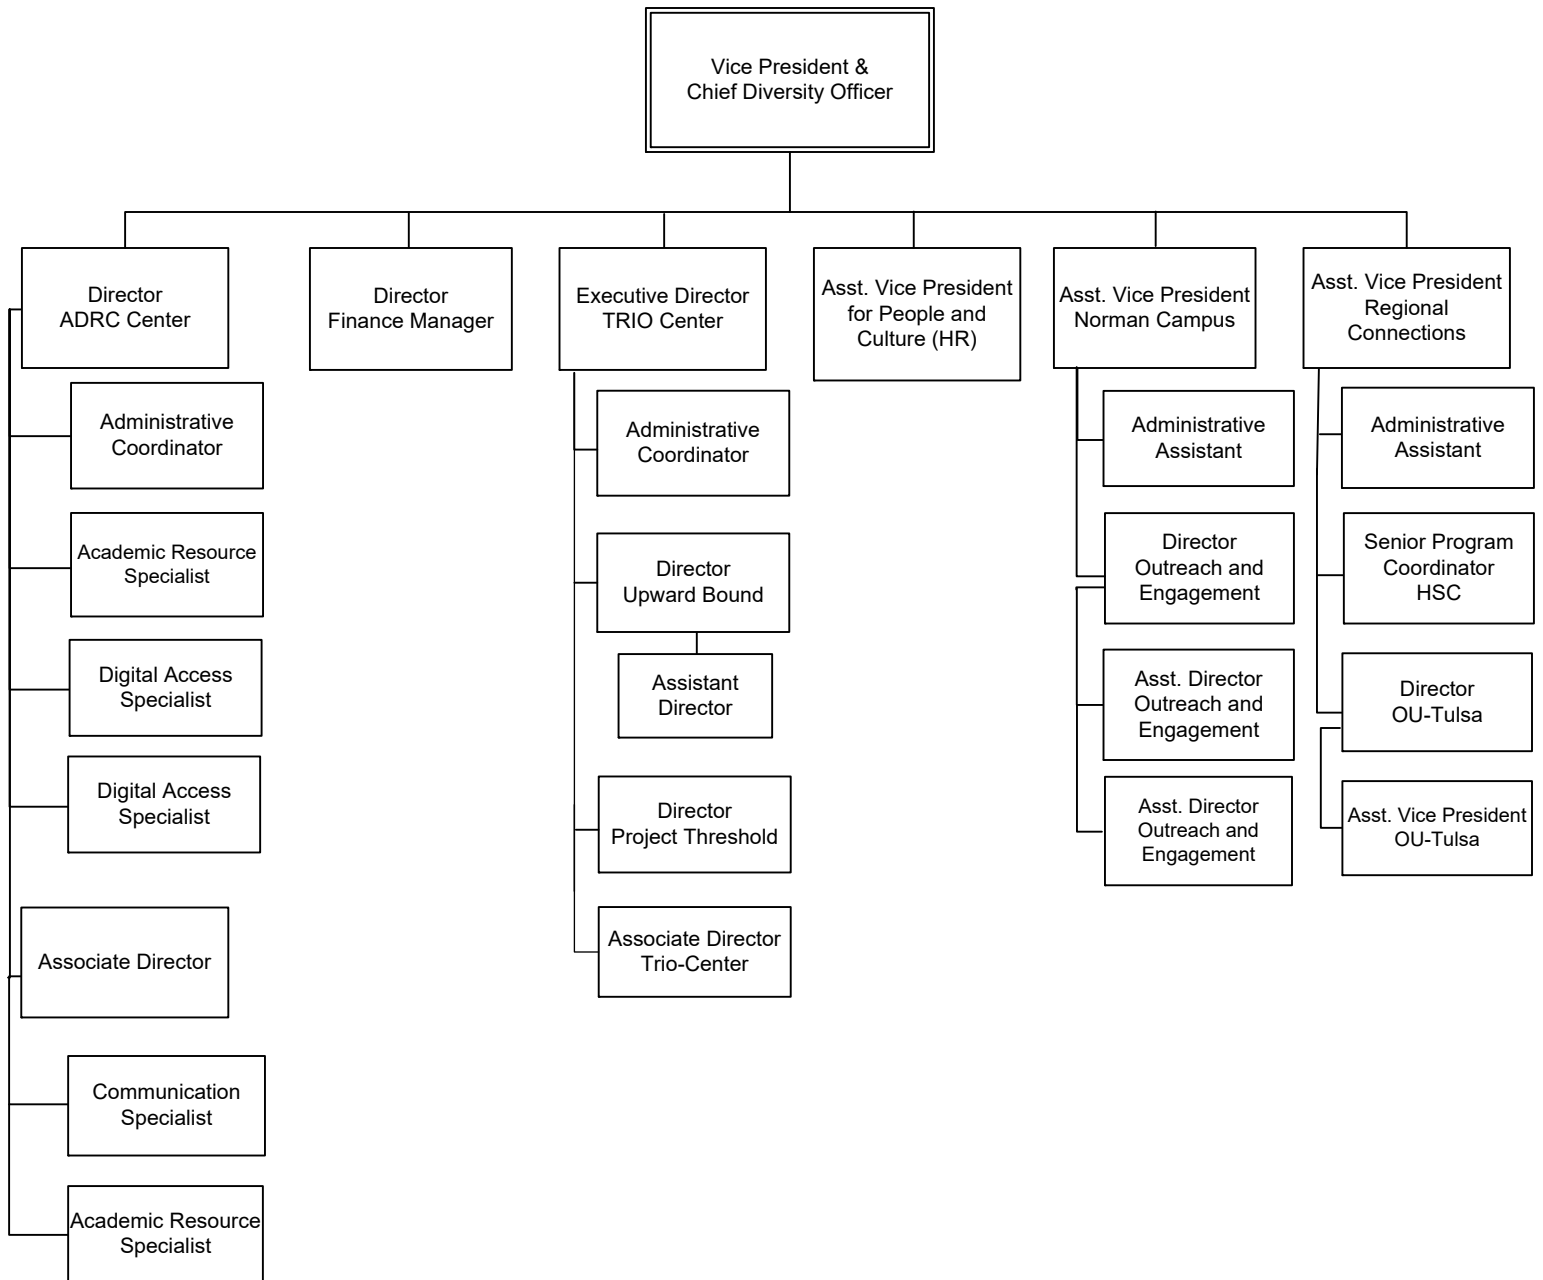 Vice President &
Chief Diversity Officer
Director
ADRC Center
Director
Finance Manager
Executive Director
TRIO Center
Asst. Vice President
for People and
Culture (HR)
Asst. Vice President
Norman Campus
Asst. Vice President
Regional
Connections
Administrative
Coordinator
Academic Resource
Specialist
Digital Access
Specialist
Digital Access
Specialist
Associate Director
Communication
Specialist
Academic Resource
Specialist
Administrative
Coordinator
Director
Upward Bound
Assistant
Director
Director
Project Threshold
Associate Director
Trio-Center
Administrative
Assistant
Director
Outreach and
Engagement
Asst. Director
Outreach and
Engagement
Asst. Director
Outreach and
Engagement
Administrative
Assistant
Senior Program
Coordinator
HSC
Director
OU-Tulsa
Asst. Vice President
OU-Tulsa